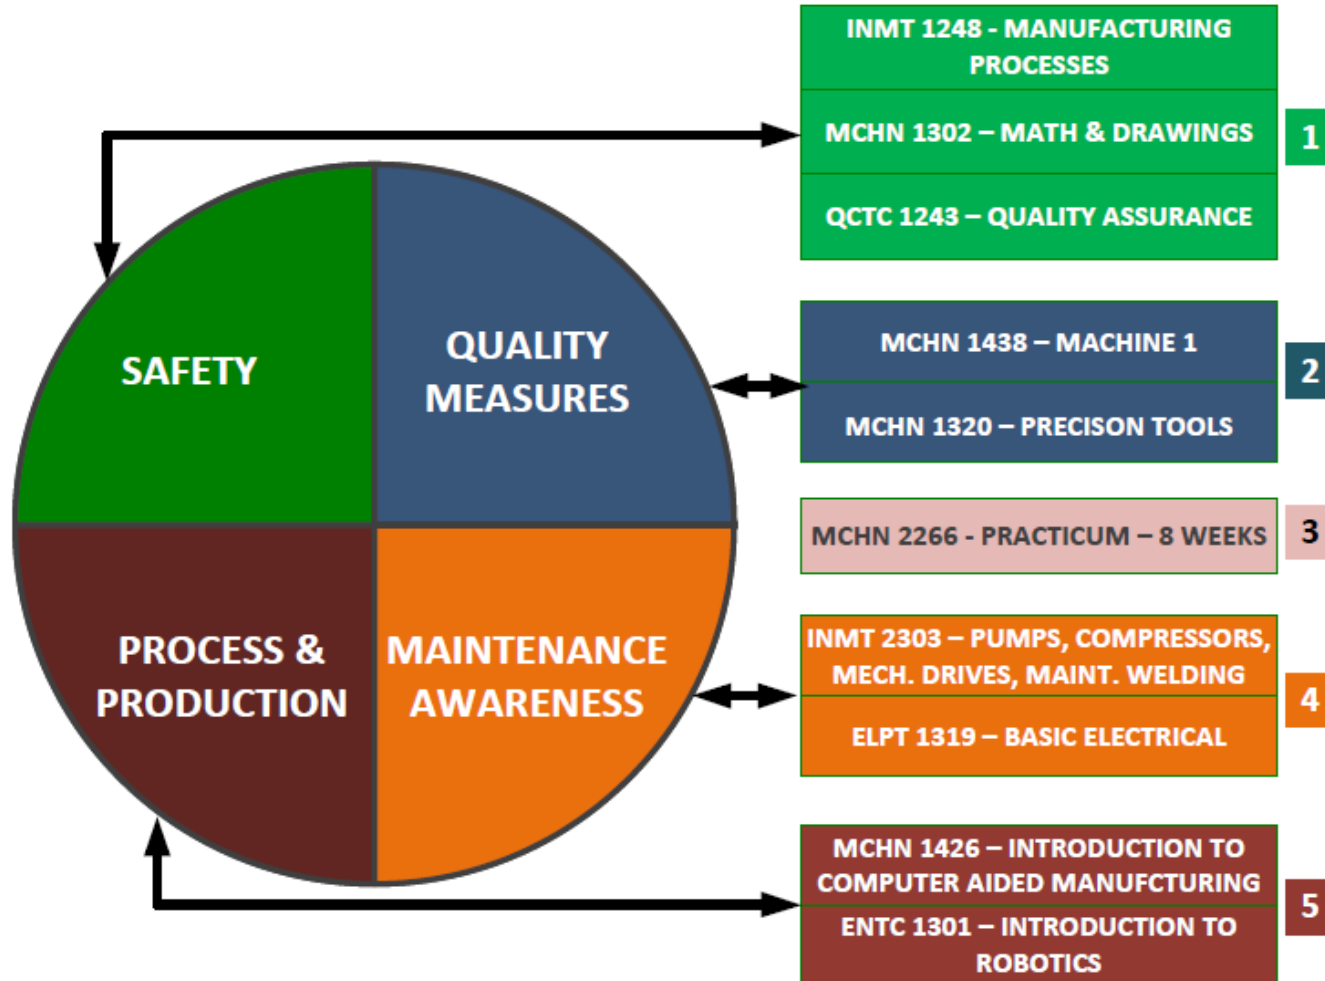 INMT 1248 - MANUFACTURING
PROCESSES
MCHN 1302 – MATH & DRAWINGS
1
QCTC 1243 – QUALITY ASSURANCE
SAFETY
QUALITY
MEASURES
MCHN 1438 – MACHINE 1
2
MCHN 1320 – PRECISON TOOLS
MCHN 2266 - PRACTICUM – 8 WEEKS
3
PROCESS &
PRODUCTION
MAINTENANCE
AWARENESS
INMT 2303 – PUMPS, COMPRESSORS,
MECH. DRIVES, MAINT. WELDING
4
ELPT 1319 – BASIC ELECTRICAL
MCHN 1426 – INTRODUCTION TO
COMPUTER AIDED MANUFCTURING
5
ENTC 1301 – INTRODUCTION TO
ROBOTICS